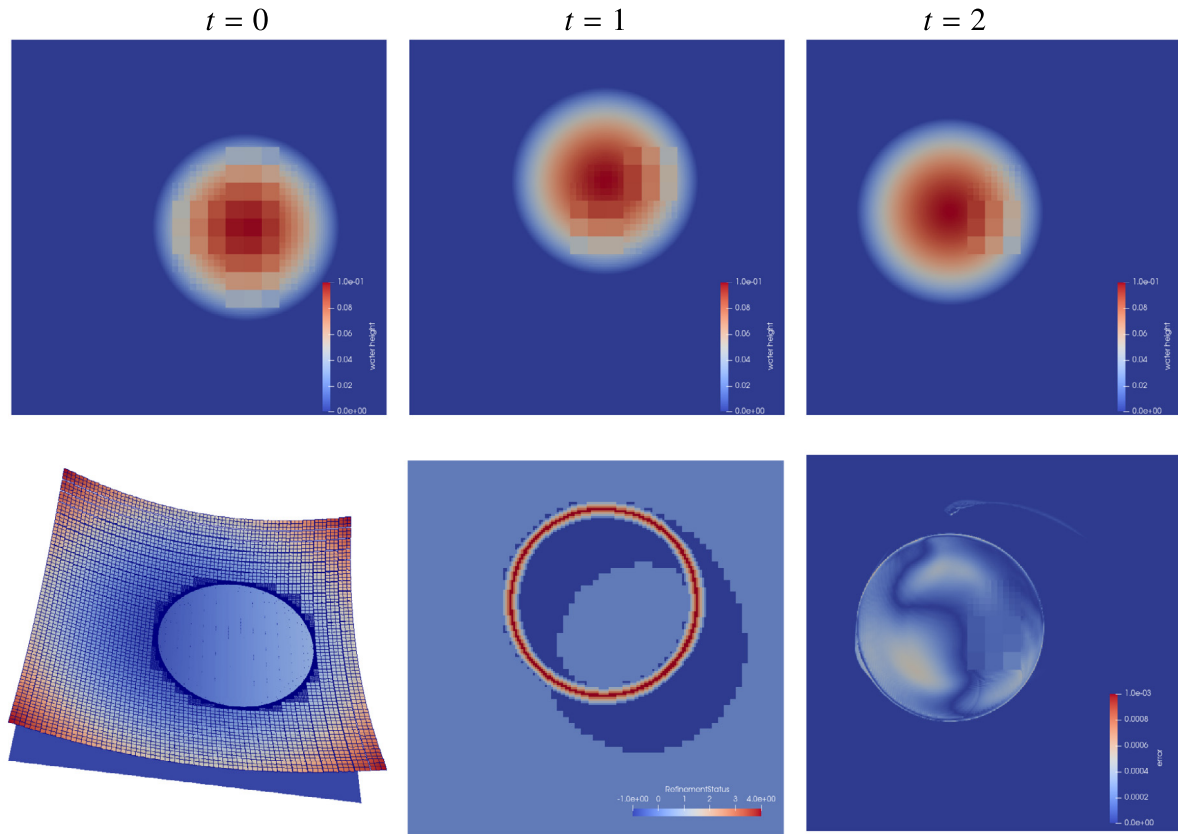 t = 0
t = 1
t = 2
1.0e-01
0.08
0.06
0.04
0.02
0.0e+00
water height
1.0e-01
0.08
0.06
0.04
0.02
0.0e+00
water height
1.0e-01
0.08
0.06
0.04
0.02
0.0e+00
water height
RefinementStatus
-1.0e+00 0 1 2 3 4.0e+00
1.0e-03
0.0008
0.0006
0.0004
0.0002
0.0e+00
error